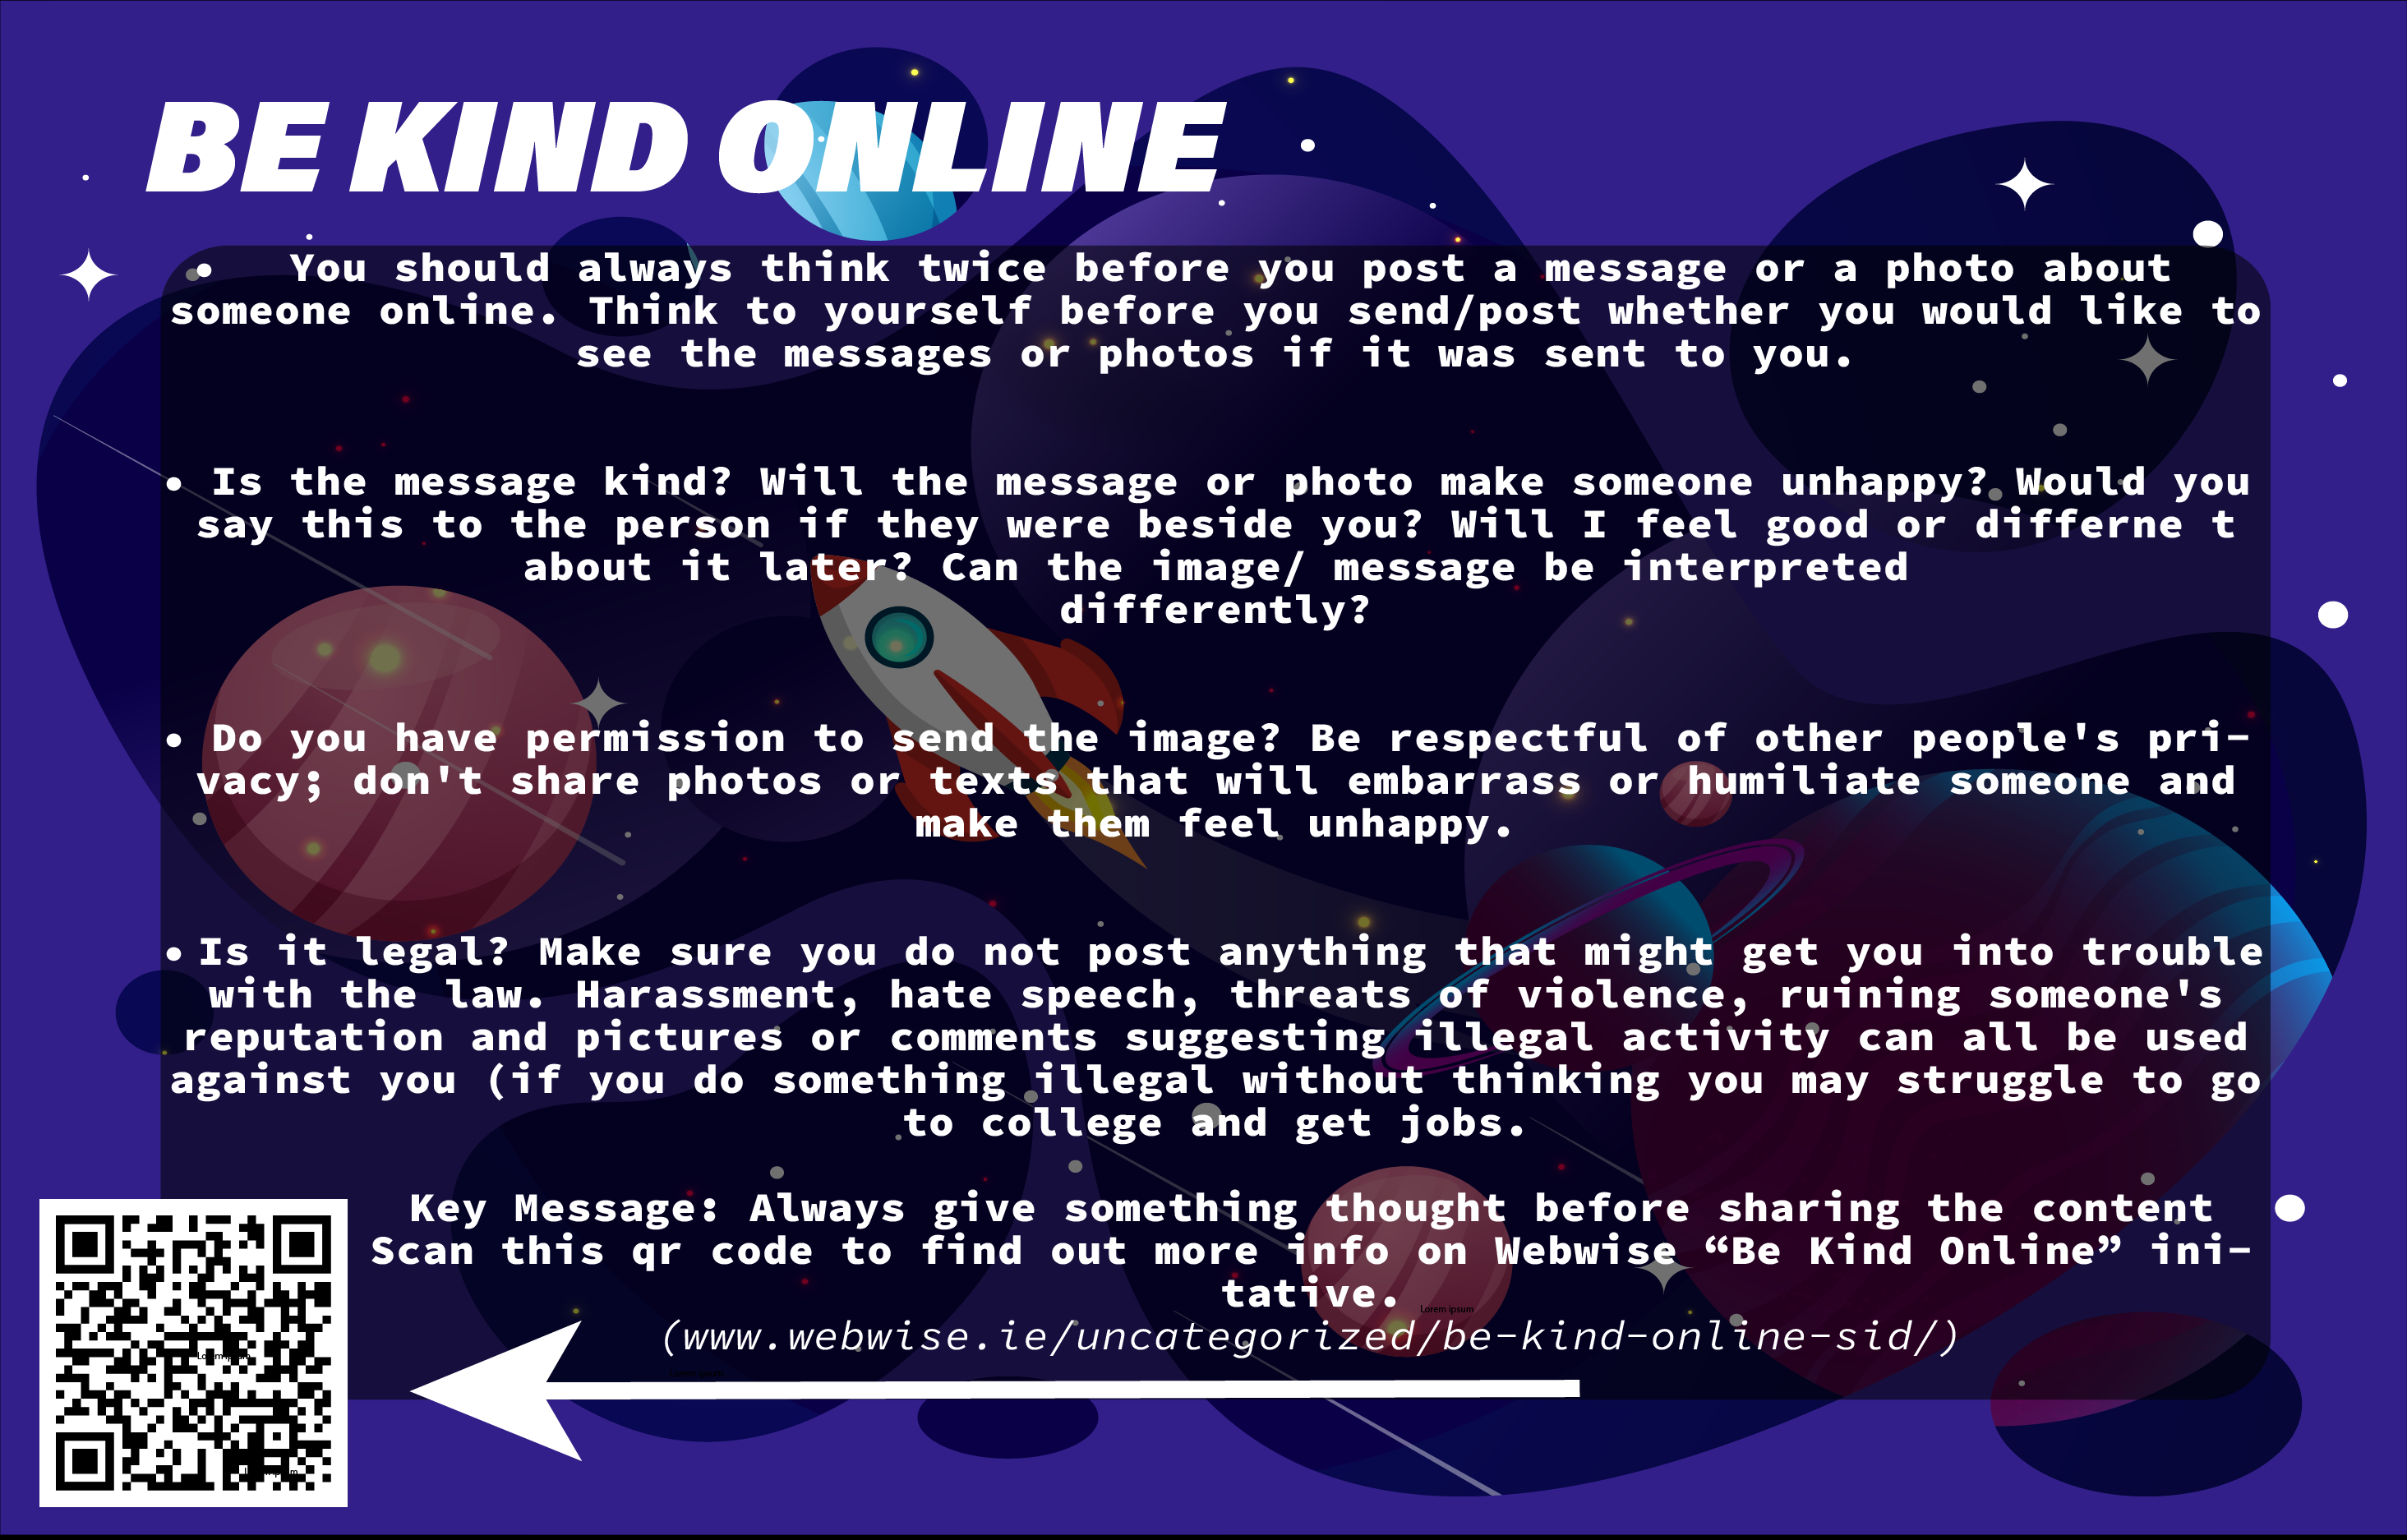 BE KIND ONLINE
• You should always think twice before you post a message or a photo about
someone online. Think to yourself before you send/post whether you would like to
see the messages or photos if it was sent to you.
• Is the message kind? Will the message or photo make someone unhappy? Would you
say this to the person if they were beside you? Will I feel good or differne t
about it later? Can the image/ message be interpreted
differently?
• Do you have permission to send the image? Be respectful of other people's pri-
vacy; don't share photos or texts that will embarrass or humiliate someone and
make them feel unhappy.
• Is it legal? Make sure you do not post anything that might get you into trouble
with the law. Harassment, hate speech, threats of violence, ruining someone's
reputation and pictures or comments suggesting illegal activity can all be used
against you (if you do something illegal without thinking you may struggle to go
to college and get jobs.
Key Message: Always give something thought before sharing the content
Scan this qr code to find out more info on Webwise “Be Kind Online” ini-
tative.
Lorem ipsum
(www.webwise.ie/uncategorized/be-kind-online-sid/)